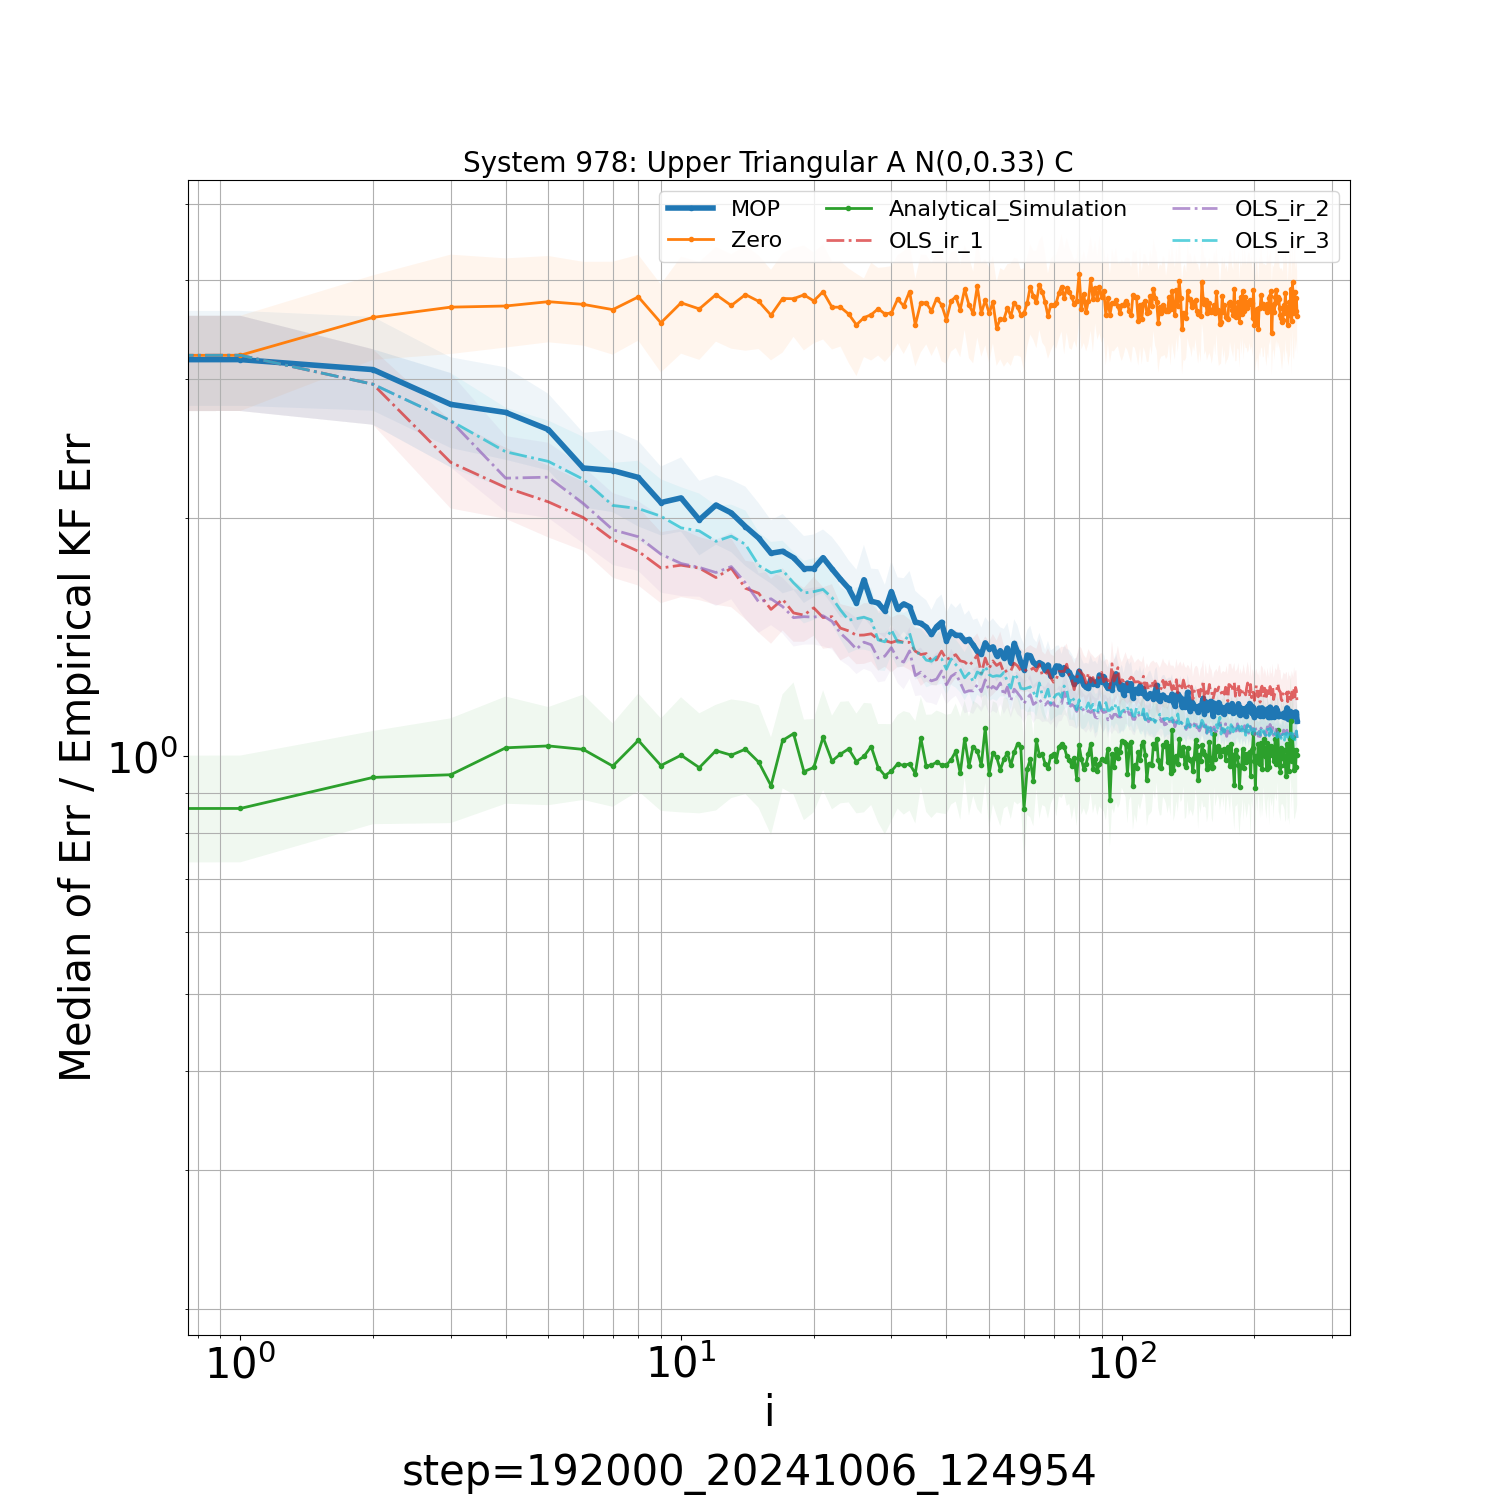 System 978: Upper Triangular A N(0,0.33) C
MOP
Zero
Analytical_Simulation
OLS_ir_1
OLS_ir_2
OLS_ir_3
Median of Err / Empirical KF Err
10⁰
10⁰ 10¹ 10²
i
step=192000_20241006_124954